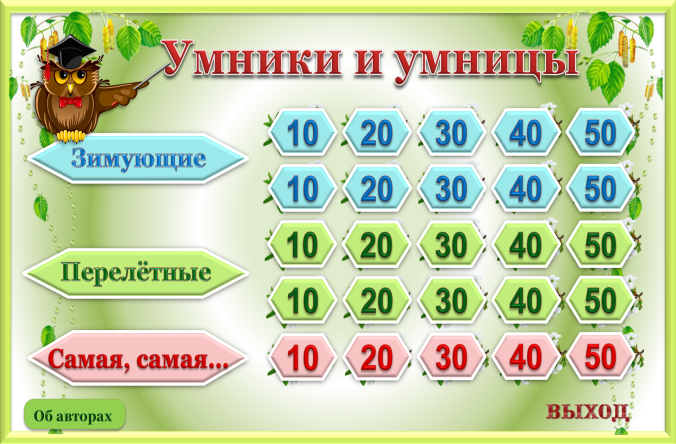 Умники и умницы
10 20 30 40 50
Зимующие
10 20 30 40 50
10 20 30 40 50
Перелётные
10 20 30 40 50
Самая, самая...
10 20 30 40 50
Об авторах
ВЫХОД